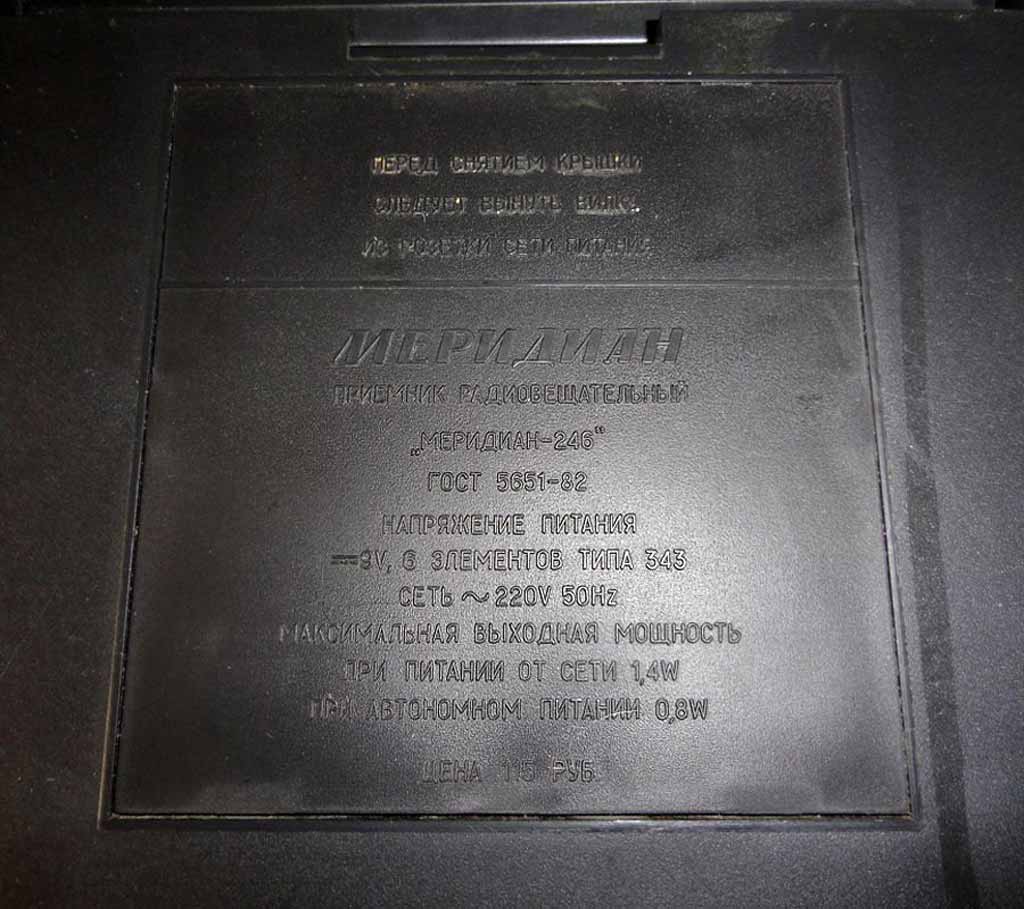 ПЕРЕД СНЯТИЕМ КРЫШКИ
СЛЕДУЕТ ВЫНУТЬ ВИЛКУ
ИЗ РОЗЕТКИ СЕТИ ПИТАНИЯ
МЕРИДИАН
ПРИЕМНИК РАДИОВЕЩАТЕЛЬНЫЙ
„МЕРИДИАН-246“
ГОСТ 5651-82
НАПРЯЖЕНИЕ ПИТАНИЯ
⎓9V, 6 ЭЛЕМЕНТОВ ТИПА 343
СЕТЬ ~ 220V 50Hz
МАКСИМАЛЬНАЯ ВЫХОДНАЯ МОЩНОСТЬ
ПРИ ПИТАНИИ ОТ СЕТИ 1,4W
ПРИ АВТОНОМНОМ ПИТАНИИ 0,8W
ЦЕНА 115 РУБ